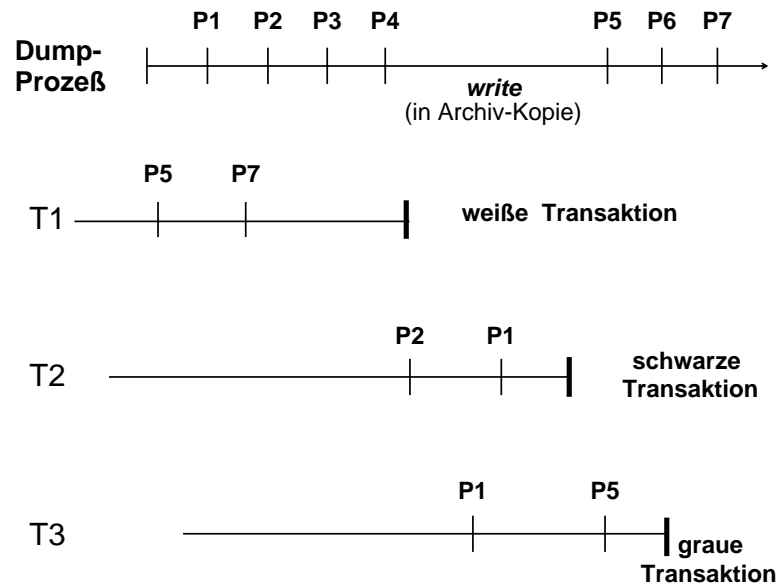 P1 P2 P3 P4 P5 P6 P7
Dump-
Prozeß
write
(in Archiv-Kopie)
P5 P7
T1
weiße Transaktion
P2 P1
T2
schwarze
Transaktion
P1 P5
T3
graue
Transaktion